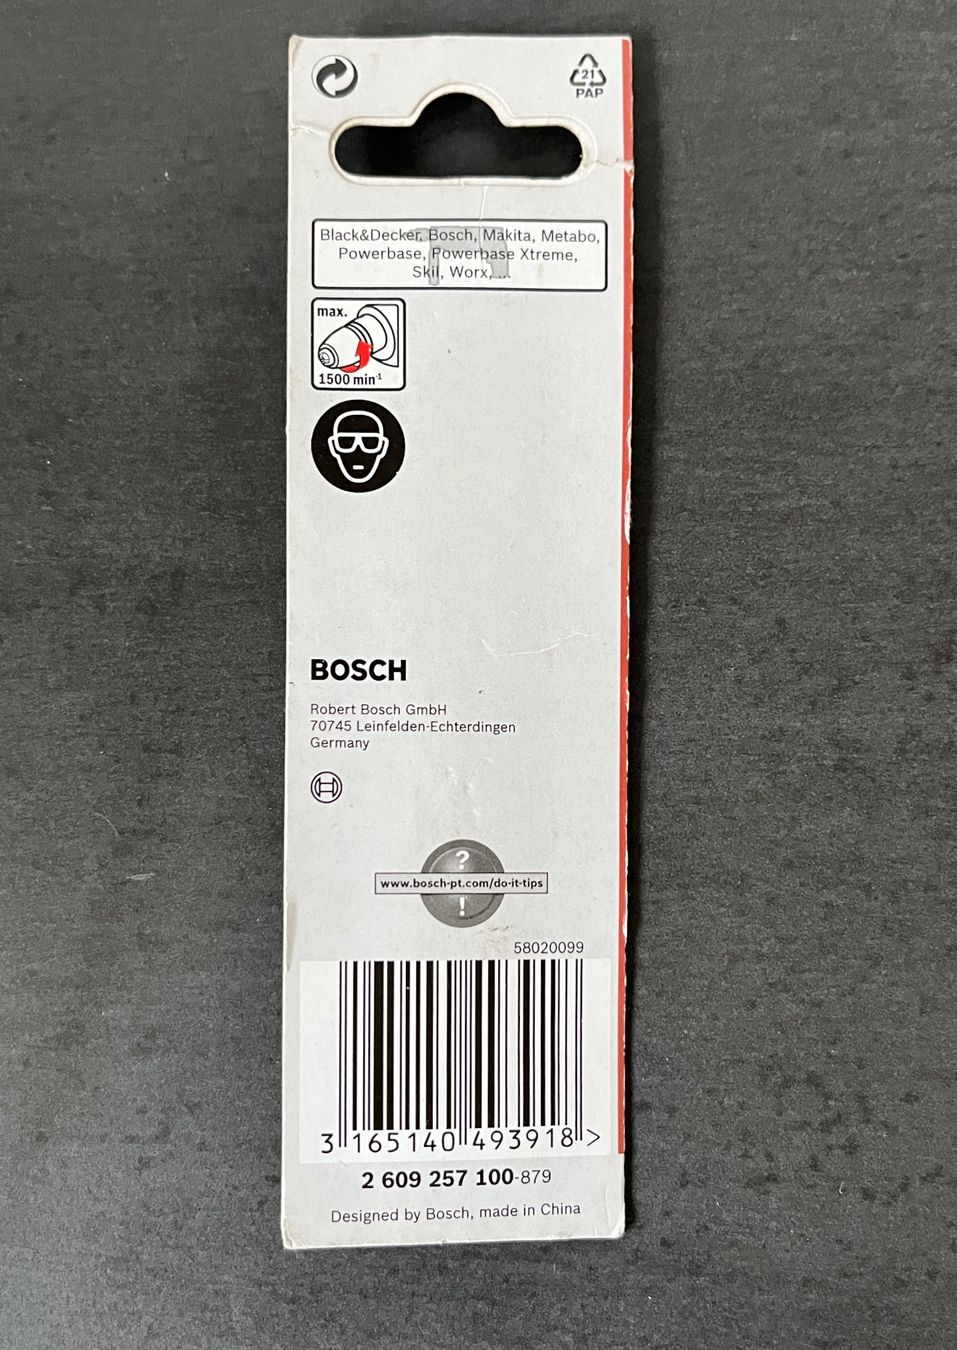 21
PAP
Black&Decker, Bosch, Makita, Metabo,
Powerbase, Powerbase Xtreme,
Skil, Worx, ...
max.
1500 min⁻¹
BOSCH
Robert Bosch GmbH
70745 Leinfelden-Echterdingen
Germany
?
www.bosch-pt.com/do-it-tips
!
58020099
3 165140 493918 >
2 609 257 100-879
Designed by Bosch, made in China